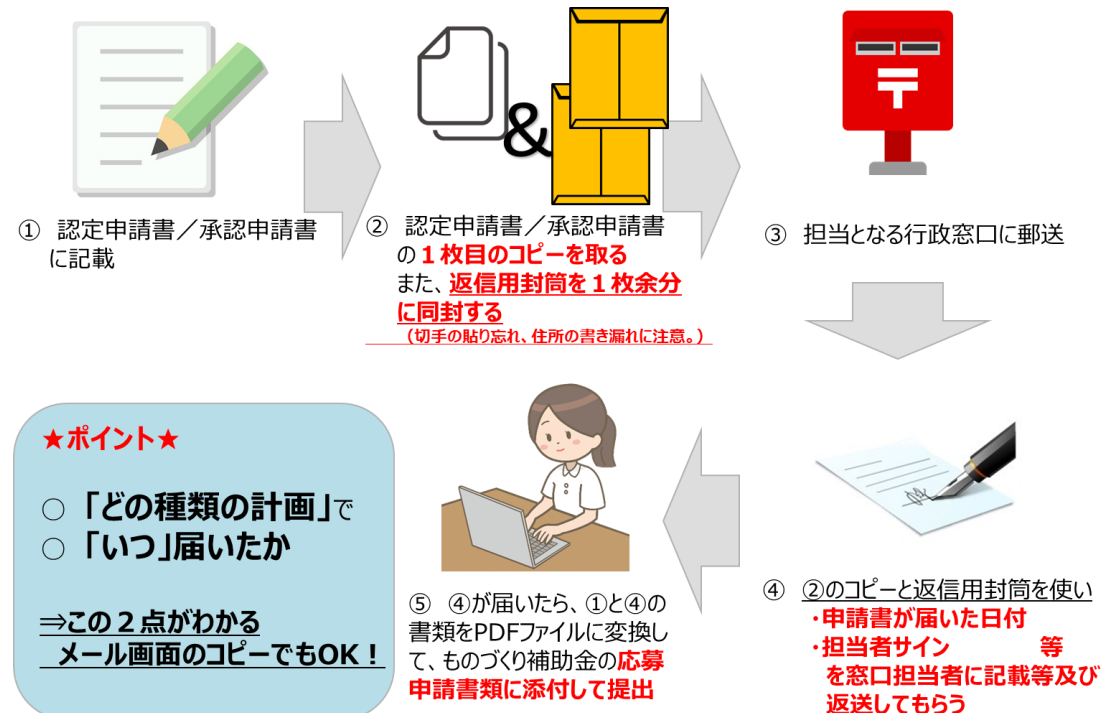 &
〒
① 認定申請書／承認申請書
に記載
② 認定申請書／承認申請書
の１枚目のコピーを取る
また、返信用封筒を１枚余分
に同封する
（切手の貼り忘れ、住所の書き漏れに注意。）
③ 担当となる行政窓口に郵送
④ ②のコピーと返信用封筒を使い
・申請書が届いた日付
・担当者サイン 等
を窓口担当者に記載等及び
返送してもらう
⑤ ④が届いたら、①と④の
書類をPDFファイルに変換し
て、ものづくり補助金の応募
申請書類に添付して提出
★ポイント★
○ 「どの種類の計画」で
○ 「いつ」届いたか
⇒この２点がわかる
メール画面のコピーでもOK！